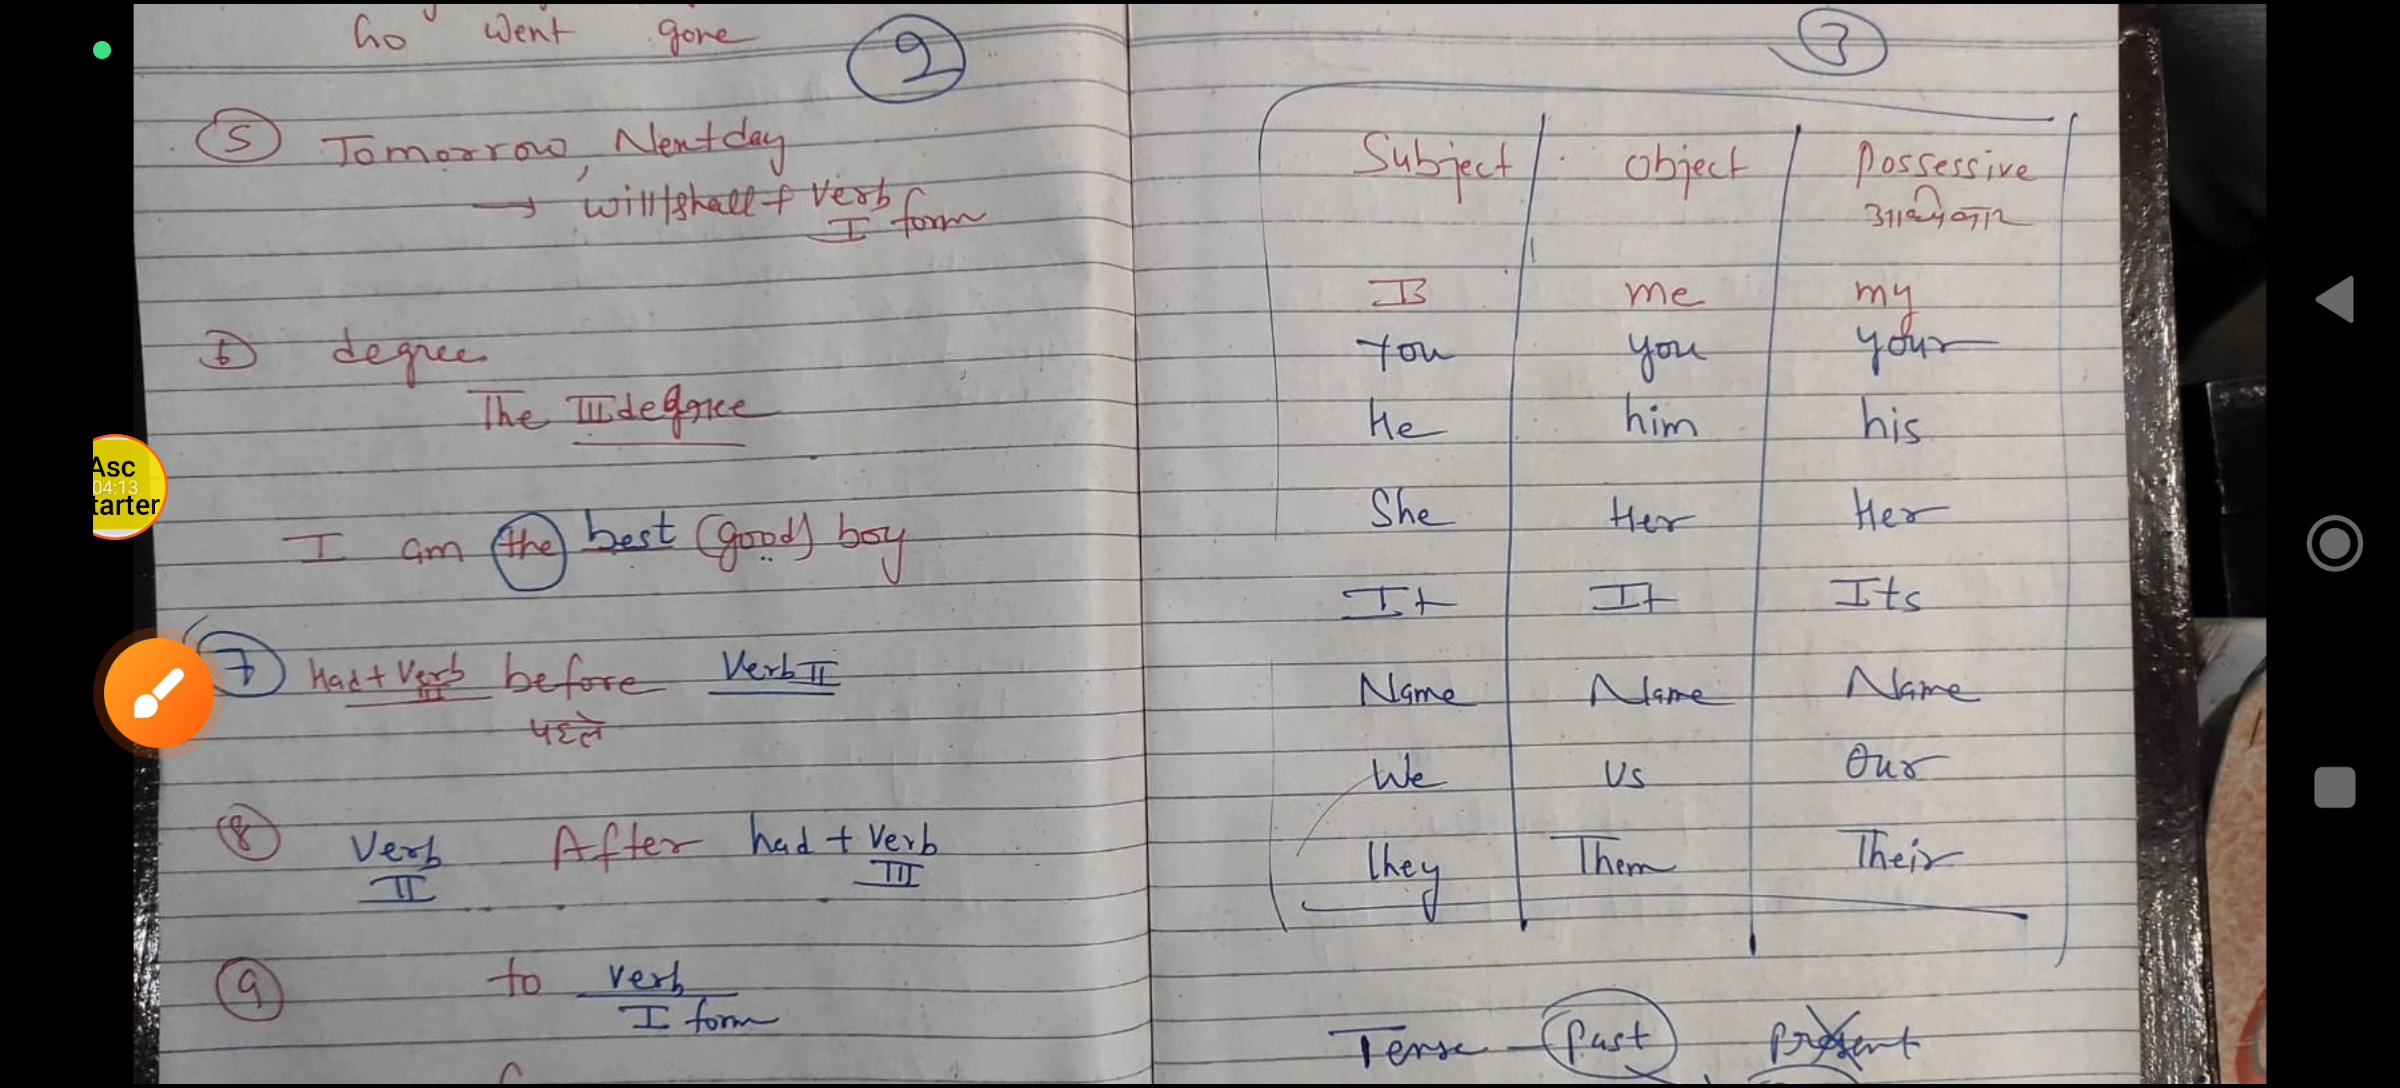 Go went gone
2
5 Tomorrow, Next day
→ will/shall + Verb
I form
6 degree
The III degree
I am the best (good) boy
7 had + Verb before Verb II
III
पहले
8 Verb After had + Verb
II III
9 to verb
I form
3
Subject object possessive
I me my
You you your
He him his
She Her Her
It It Its
Name Name Name
We Us Our
They Them Their
Tense - Past Present
Asc
04:13
tarter